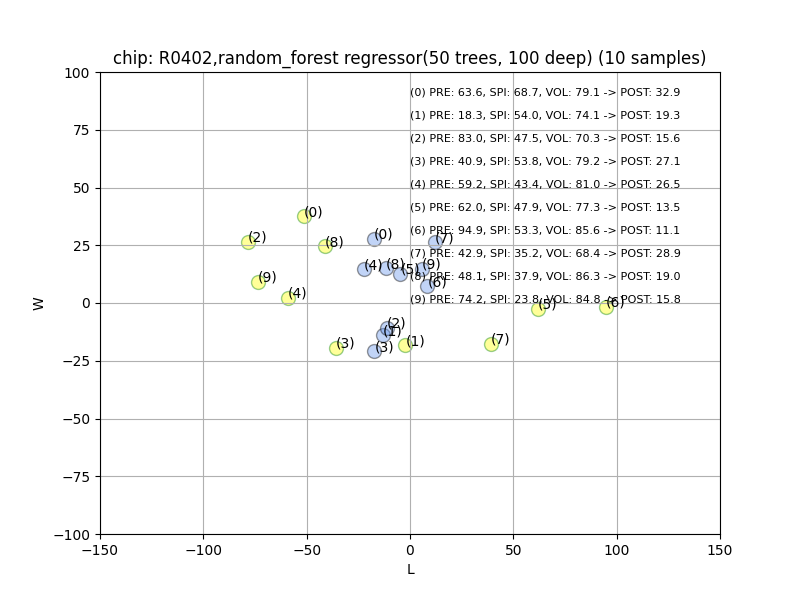 chip: R0402,random_forest regressor(50 trees, 100 deep) (10 samples)
100
(0) PRE: 63.6, SPI: 68.7, VOL: 79.1 -> POST: 32.9
(1) PRE: 18.3, SPI: 54.0, VOL: 74.1 -> POST: 19.3
75
(2) PRE: 83.0, SPI: 47.5, VOL: 70.3 -> POST: 15.6
(3) PRE: 40.9, SPI: 53.8, VOL: 79.2 -> POST: 27.1
50
(4) PRE: 59.2, SPI: 43.4, VOL: 81.0 -> POST: 26.5
(5) PRE: 62.0, SPI: 47.9, VOL: 77.3 -> POST: 13.5
(0)
(6) PRE: 94.9, SPI: 53.3, VOL: 85.6 -> POST: 11.1
(2)
(0)
(7)
25
(8)
(7) PRE: 42.9, SPI: 35.2, VOL: 68.4 -> POST: 28.9
(4)
(8)
(5)
(9)
(8) PRE: 48.1, SPI: 37.9, VOL: 86.3 -> POST: 19.0
(9)
(6)
(4)
(9) PRE: 74.2, SPI: 23.8, VOL: 84.8 -> POST: 15.8
0
(5)
(6)
W
(2)
(1)
(3)
(3)
(1)
(7)
−25
−50
−75
−100
−150
−100
−50
0
50
100
150
L